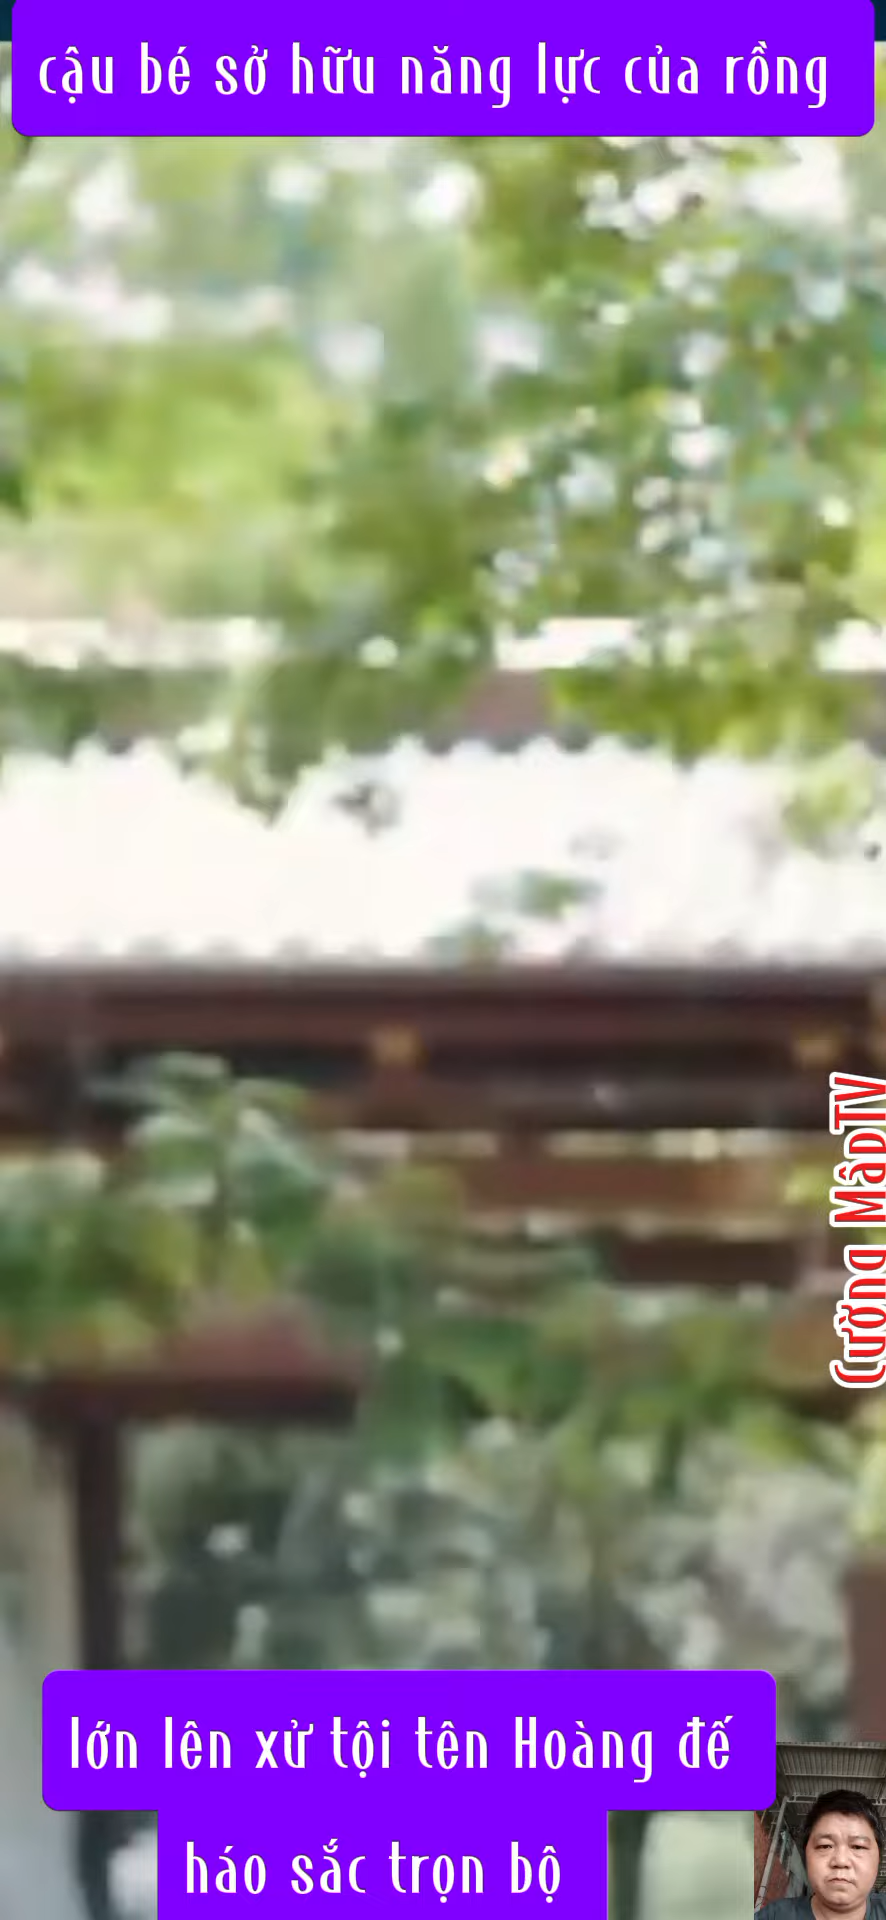 cậu bé sở hữu năng lực của rồng
Cường MậpTV
lớn lên xử tội tên Hoàng đế
háo sắc trọn bộ